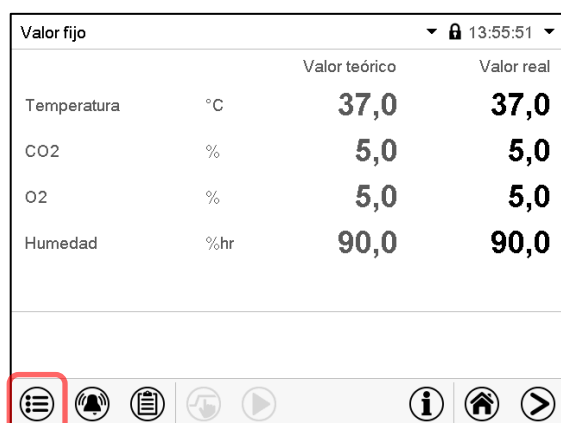 Valor fijo 13:55:51
Valor teórico Valor real
Temperatura °C 37,0 37,0
CO2 % 5,0 5,0
O2 % 5,0 5,0
Humedad %hr 90,0 90,0